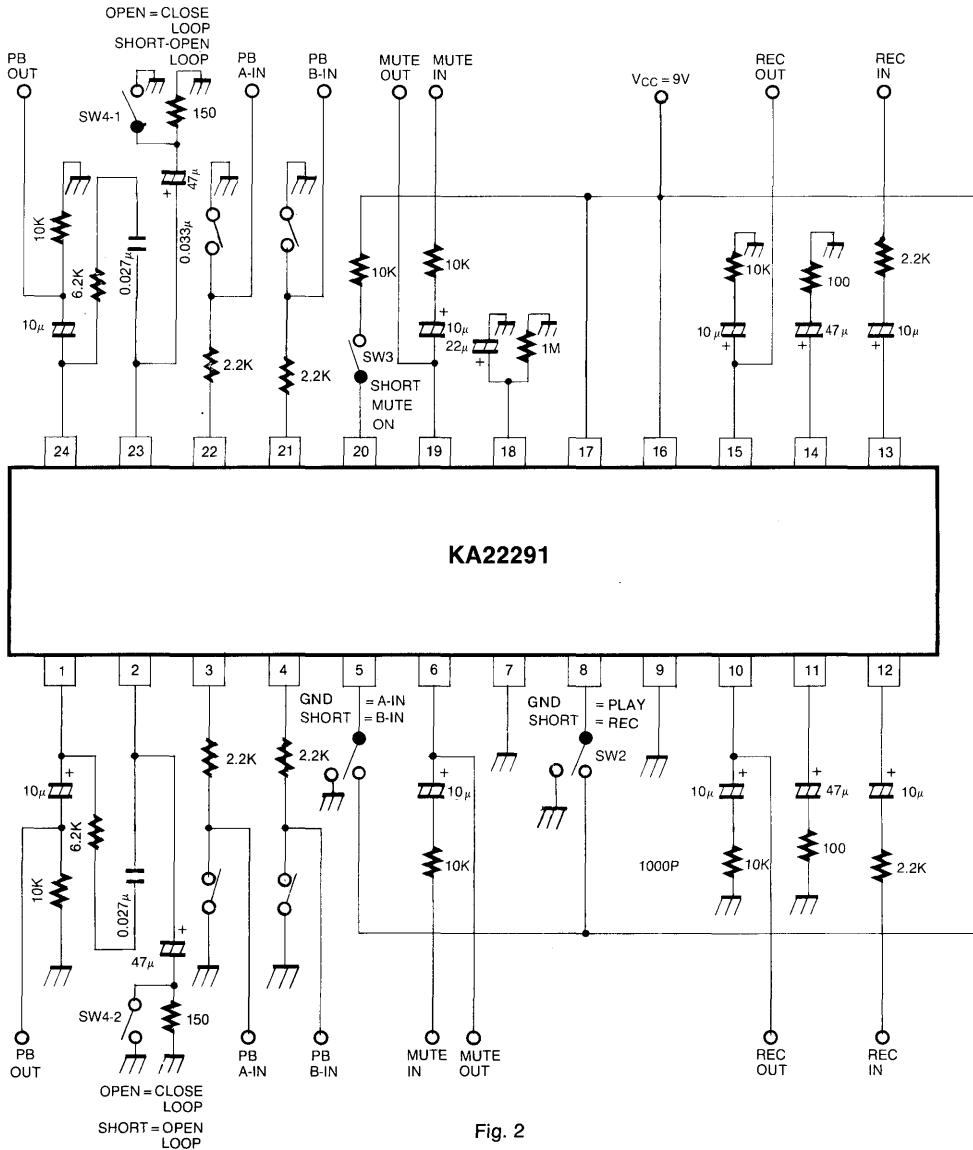 OPEN = CLOSE
LOOP
SHORT-OPEN
LOOP
PB
OUT
PB
A-IN
PB
B-IN
MUTE
OUT
MUTE
IN
VCC = 9V
REC
OUT
REC
IN
SW4-1
150
47μ
+
10K
6.2K
0.027μ
0.033μ
10μ
2.2K
2.2K
10K
SW3
SHORT
MUTE
ON
10K
+
10μ
22μ
+
1M
10K
10μ
+
100
47μ
+
2.2K
10μ
+
24
23
22
21
20
19
18
17
16
15
14
13
KA22291
1
2
3
4
5
6
7
8
9
10
11
12
GND = A-IN
SHORT = B-IN
GND = PLAY
SHORT = REC
SW2
10μ
+
6.2K
10K
0.027μ
47μ
+
SW4-2
150
2.2K
2.2K
+
10μ
10K
10μ
+
1000P
10K
+
47μ
100
+
10μ
2.2K
PB
OUT
PB
A-IN
PB
B-IN
MUTE
IN
MUTE
OUT
REC
OUT
REC
IN
OPEN = CLOSE
LOOP
SHORT = OPEN
LOOP
Fig. 2